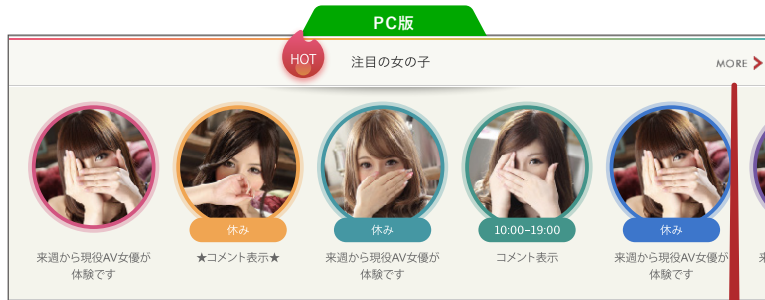 PC版
HOT
注目の女の子
MORE
休み
休み
10:00–19:00
休み
来週から現役AV女優が
体験です
★コメント表示★
来週から現役AV女優が
体験です
コメント表示
来週から現役AV女優が
体験です